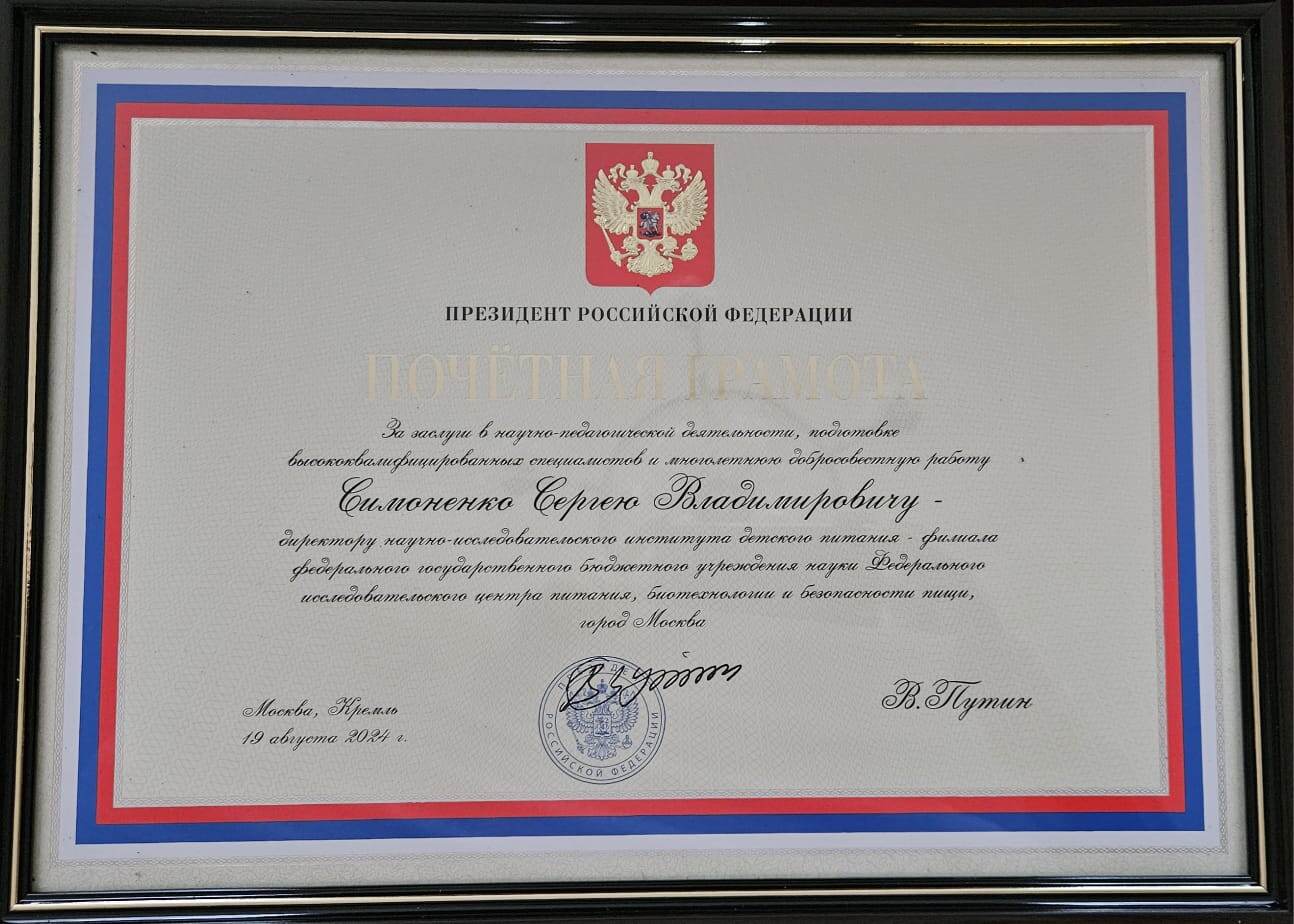 ПРЕЗИДЕНТ РОССИЙСКОЙ ФЕДЕРАЦИИ
ПОЧЁТНАЯ ГРАМОТА
За заслуги в научно-педагогической деятельности, подготовке
высококвалифицированных специалистов и многолетнюю добросовестную работу
Симоненко Сергею Владимировичу -
директору научно-исследовательского института детского питания - филиала
федерального государственного бюджетного учреждения науки Федерального
исследовательского центра питания, биотехнологии и безопасности пищи,
город Москва
В.Путин
Москва, Кремль
19 августа 2024 г.
РОССИЙСКОЙ ФЕДЕРАЦИИ